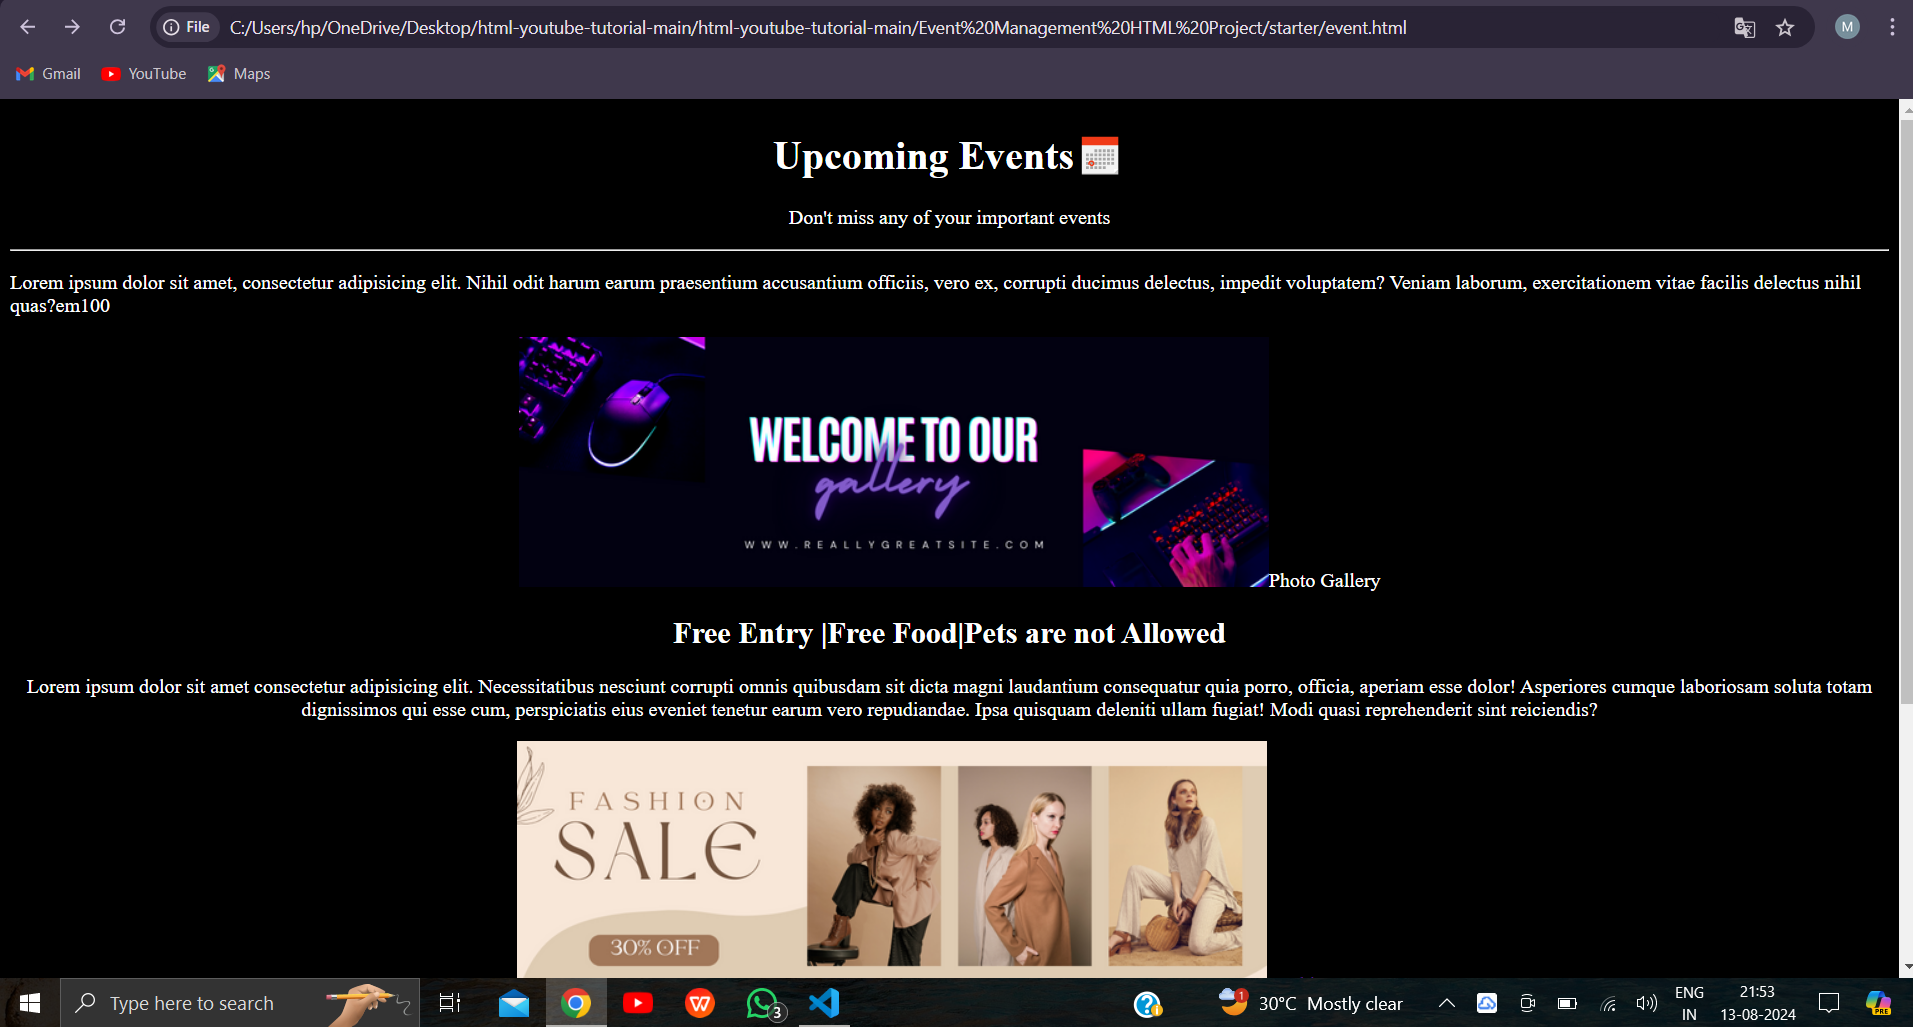 File C:/Users/hp/OneDrive/Desktop/html-youtube-tutorial-main/html-youtube-tutorial-main/Event%20Management%20HTML%20Project/starter/event.html
M
Gmail YouTube Maps
Upcoming Events
Don't miss any of your important events
Lorem ipsum dolor sit amet, consectetur adipisicing elit. Nihil odit harum earum praesentium accusantium officiis, vero ex, corrupti ducimus delectus, impedit voluptatem? Veniam laborum, exercitationem vitae facilis delectus nihil
quas?em100
WELCOME TO OUR
gallery
WWW.REALLYGREATSITE.COM
Photo Gallery
Free Entry |Free Food|Pets are not Allowed
Lorem ipsum dolor sit amet consectetur adipisicing elit. Necessitatibus nesciunt corrupti omnis quibusdam sit dicta magni laudantium consequatur quia porro, officia, aperiam esse dolor! Asperiores cumque laboriosam soluta totam
dignissimos qui esse cum, perspiciatis eius eveniet tenetur earum vero repudiandae. Ipsa quisquam deleniti ullam fugiat! Modi quasi reprehenderit sint reiciendis?
FASHION
SALE
30% OFF
Type here to search
3
1
30°C Mostly clear
ENG
IN
21:53
13-08-2024
PRE